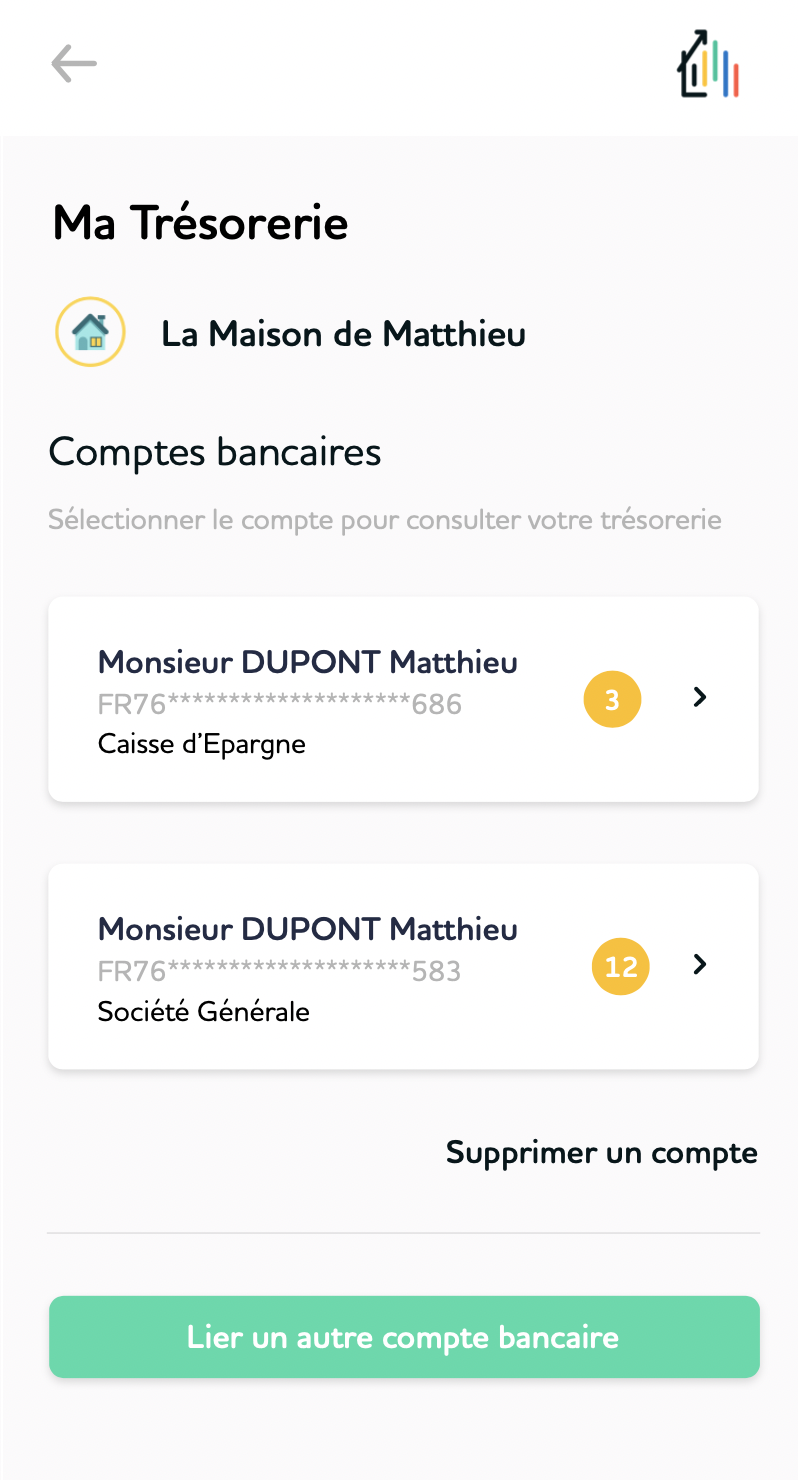 Ma Trésorerie
La Maison de Matthieu
Comptes bancaires
Sélectionner le compte pour consulter votre trésorerie
Monsieur DUPONT Matthieu
FR76********************686
3
Caisse d’Epargne
Monsieur DUPONT Matthieu
FR76********************583
12
Société Générale
Supprimer un compte
Lier un autre compte bancaire